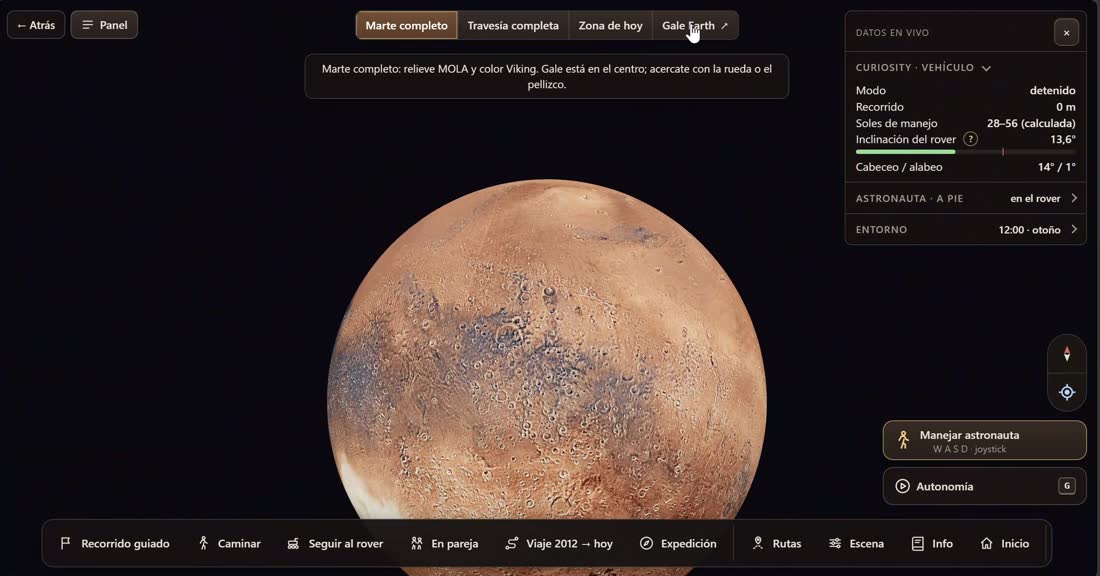 ← Atrás
Panel
Marte completo
Travesía completa
Zona de hoy
Gale Earth ↗
Marte completo: relieve MOLA y color Viking. Gale está en el centro; acercate con la rueda o el
pellizco.
DATOS EN VIVO
×
CURIOSITY · VEHÍCULO
Modo detenido
Recorrido 0 m
Soles de manejo 28–56 (calculada)
Inclinación del rover ? 13,6°
Cabeceo / alabeo 14° / 1°
ASTRONAUTA · A PIE en el rover
ENTORNO 12:00 · otoño
Manejar astronauta
W A S D · joystick
Autonomía G
Recorrido guiado
Caminar
Seguir al rover
En pareja
Viaje 2012 → hoy
Expedición
Rutas
Escena
Info
Inicio